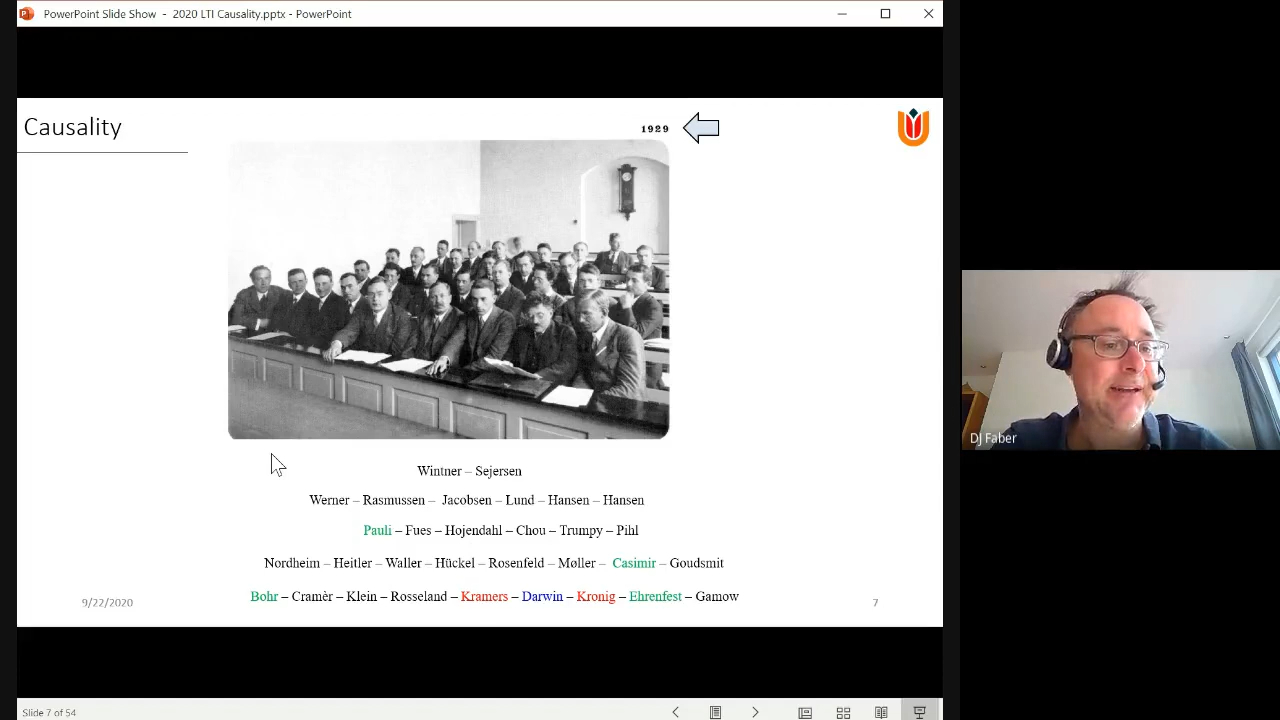 PowerPoint Slide Show - 2020 LTI Causality.pptx - PowerPoint
Causality
1929
DJ Faber
Wintner – Sejersen
Werner – Rasmussen – Jacobsen – Lund – Hansen – Hansen
Pauli – Fues – Hojendahl – Chou – Trumpy – Pihl
Nordheim – Heitler – Waller – Hückel – Rosenfeld – Møller – Casimir – Goudsmit
Bohr – Cramèr – Klein – Rosseland – Kramers – Darwin – Kronig – Ehrenfest – Gamow
9/22/2020
7
Slide 7 of 54